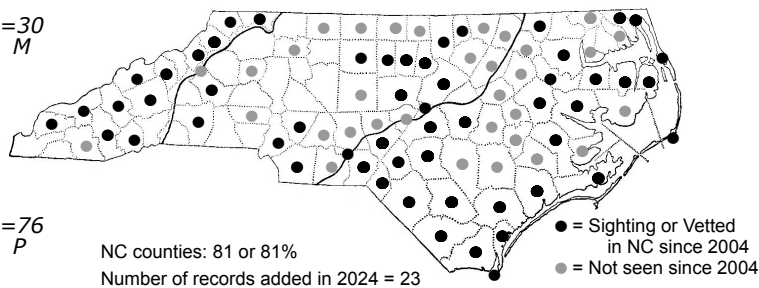 =30
M
=76
P
NC counties: 81 or 81%
Number of records added in 2024 = 23
= Sighting or Vetted
in NC since 2004
= Not seen since 2004